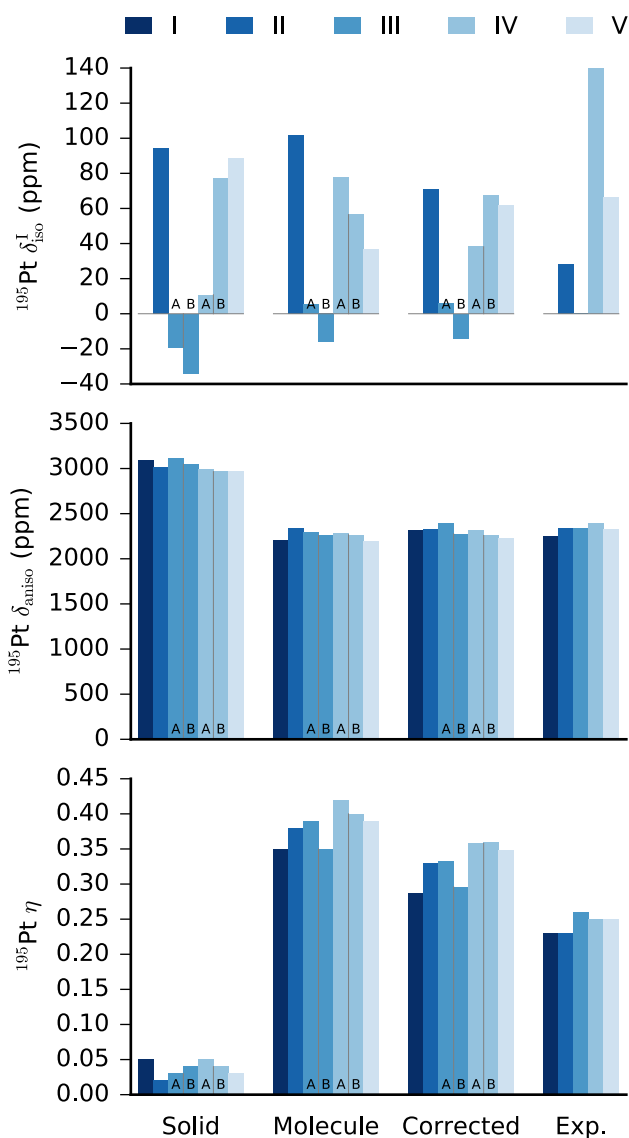 I II III IV V
140
120
100
80
60
40
20
0
−20
−40
¹⁹⁵Pt δᴵiso (ppm)
A B A B
A B A B
A B A B
3500
3000
2500
2000
1500
1000
500
0
¹⁹⁵Pt δaniso (ppm)
A B A B
A B A B
A B A B
0.45
0.40
0.35
0.30
0.25
0.20
0.15
0.10
0.05
0.00
¹⁹⁵Pt η
A B A B
A B A B
A B A B
Solid Molecule Corrected Exp.